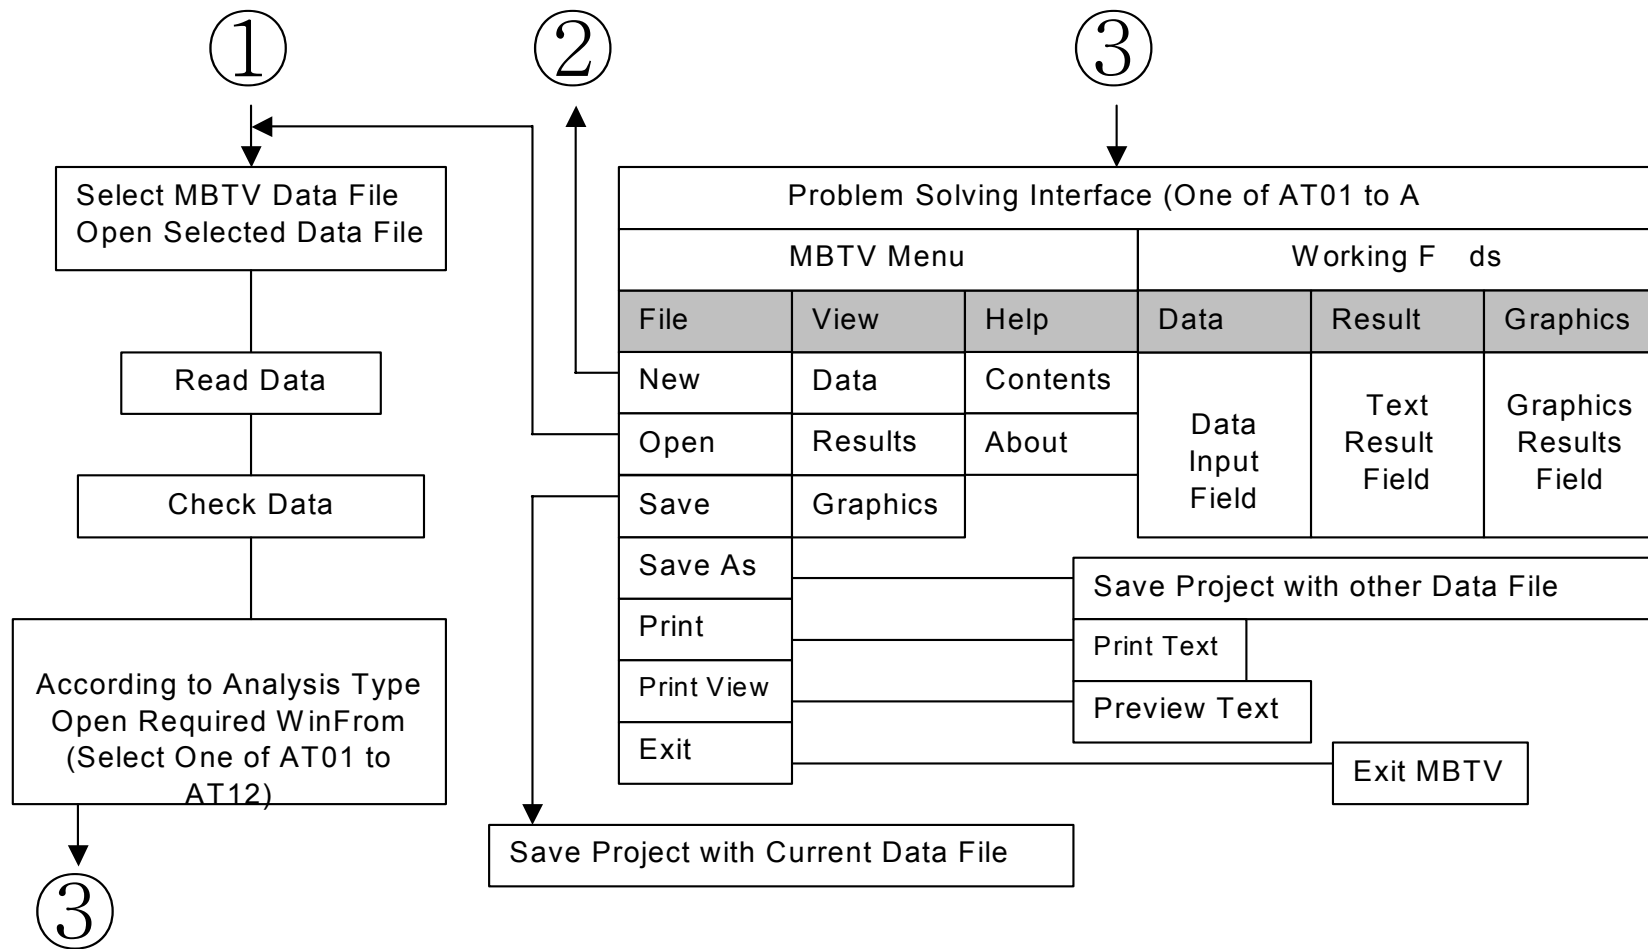 ① ② ③
Select MBTV Data File
Open Selected Data File
Read Data
Check Data
According to Analysis Type
Open Required WinFrom
(Select One of AT01 to
AT12)
③
Problem Solving Interface (One of AT01 to A
MBTV Menu
Working F ds
File View Help Data Result Graphics
New Data Contents
Open Results About
Save Graphics
Save As
Print
Print View
Exit
Data
Input
Field
Text
Result
Field
Graphics
Results
Field
Save Project with other Data File
Print Text
Preview Text
Exit MBTV
Save Project with Current Data File